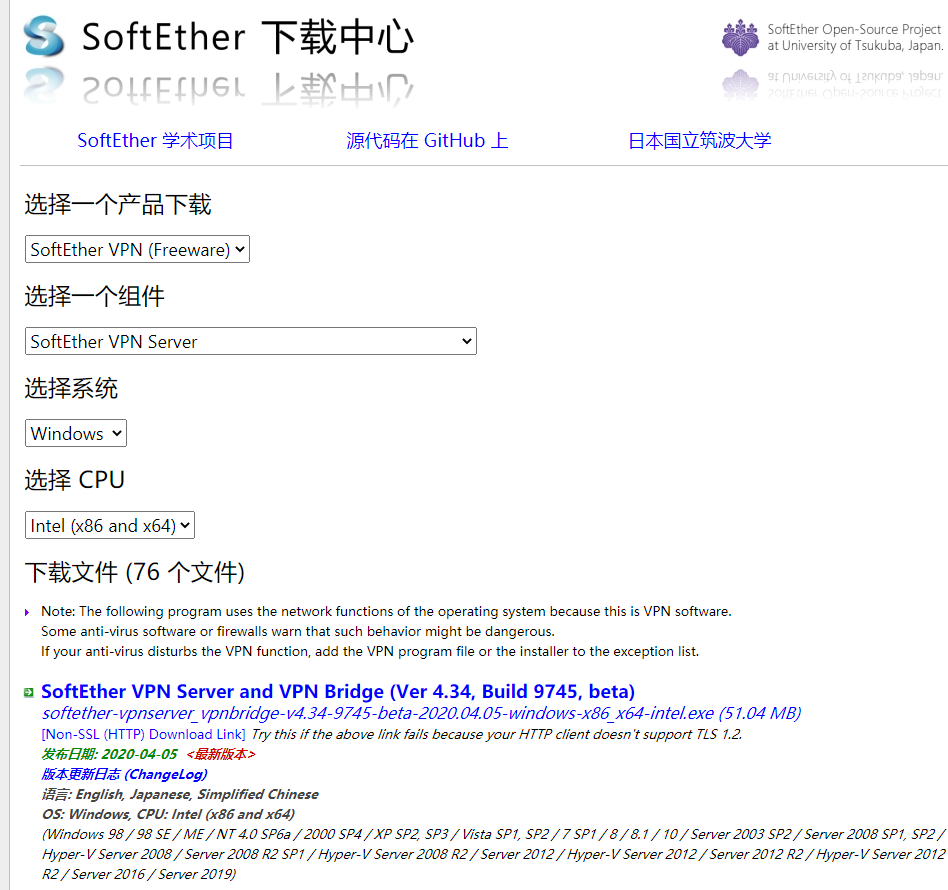 SoftEther 下载中心
SoftEther Open-Source Project
at University of Tsukuba, Japan.
SoftEther 学术项目
源代码在 GitHub 上
日本国立筑波大学
选择一个产品下载
SoftEther VPN (Freeware)
选择一个组件
SoftEther VPN Server
选择系统
Windows
选择 CPU
Intel (x86 and x64)
下载文件 (76 个文件)
Note: The following program uses the network functions of the operating system because this is VPN software.
Some anti-virus software or firewalls warn that such behavior might be dangerous.
If your anti-virus disturbs the VPN function, add the VPN program file or the installer to the exception list.
SoftEther VPN Server and VPN Bridge (Ver 4.34, Build 9745, beta)
softether-vpnserver_vpnbridge-v4.34-9745-beta-2020.04.05-windows-x86_x64-intel.exe (51.04 MB)
[Non-SSL (HTTP) Download Link] Try this if the above link fails because your HTTP client doesn't support TLS 1.2.
发布日期: 2020-04-05 <最新版本>
版本更新日志 (ChangeLog)
语言: English, Japanese, Simplified Chinese
OS: Windows, CPU: Intel (x86 and x64)
(Windows 98 / 98 SE / ME / NT 4.0 SP6a / 2000 SP4 / XP SP2, SP3 / Vista SP1, SP2 / 7 SP1 / 8 / 8.1 / 10 / Server 2003 SP2 / Server 2008 SP1, SP2 /
Hyper-V Server 2008 / Server 2008 R2 SP1 / Hyper-V Server 2008 R2 / Server 2012 / Hyper-V Server 2012 / Server 2012 R2 / Hyper-V Server 2012
R2 / Server 2016 / Server 2019)